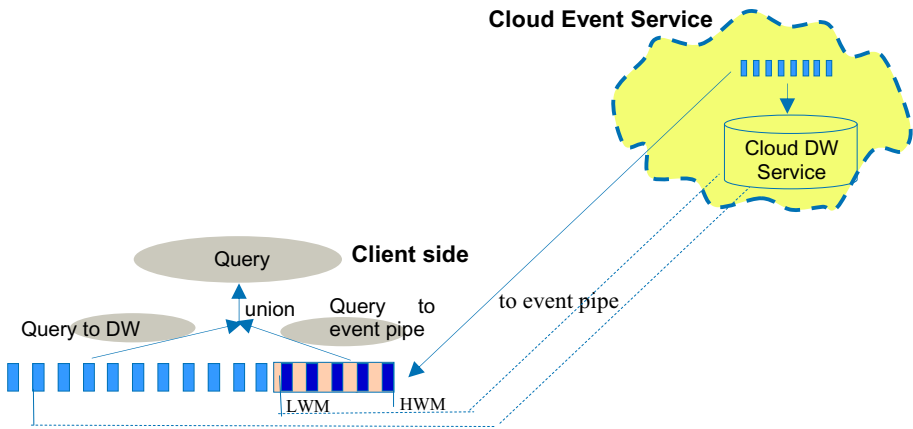 Cloud Event Service
Cloud DW
Service
Client side
Query
to event pipe
union
Query to
event pipe
Query to DW
LWM
HWM